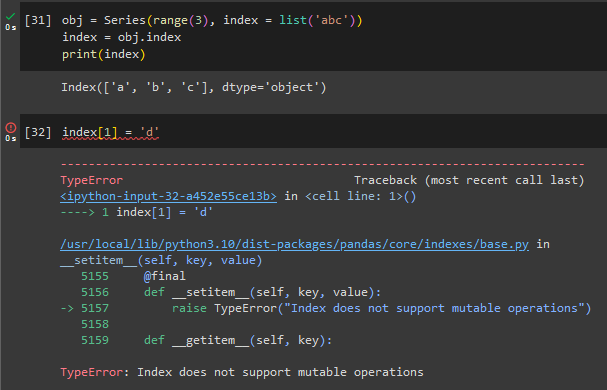 [31] obj = Series(range(3), index = list('abc'))
index = obj.index
print(index)
0s
Index(['a', 'b', 'c'], dtype='object')
[32] index[1] = 'd'
0s
---------------------------------------------------------------------------
TypeError                                 Traceback (most recent call last)
<ipython-input-32-a452e55ce13b> in <cell line: 1>()
----> 1 index[1] = 'd'
/usr/local/lib/python3.10/dist-packages/pandas/core/indexes/base.py in
__setitem__(self, key, value)
   5155     @final
   5156     def __setitem__(self, key, value):
-> 5157         raise TypeError("Index does not support mutable operations")
   5158
   5159     def __getitem__(self, key):
TypeError: Index does not support mutable operations